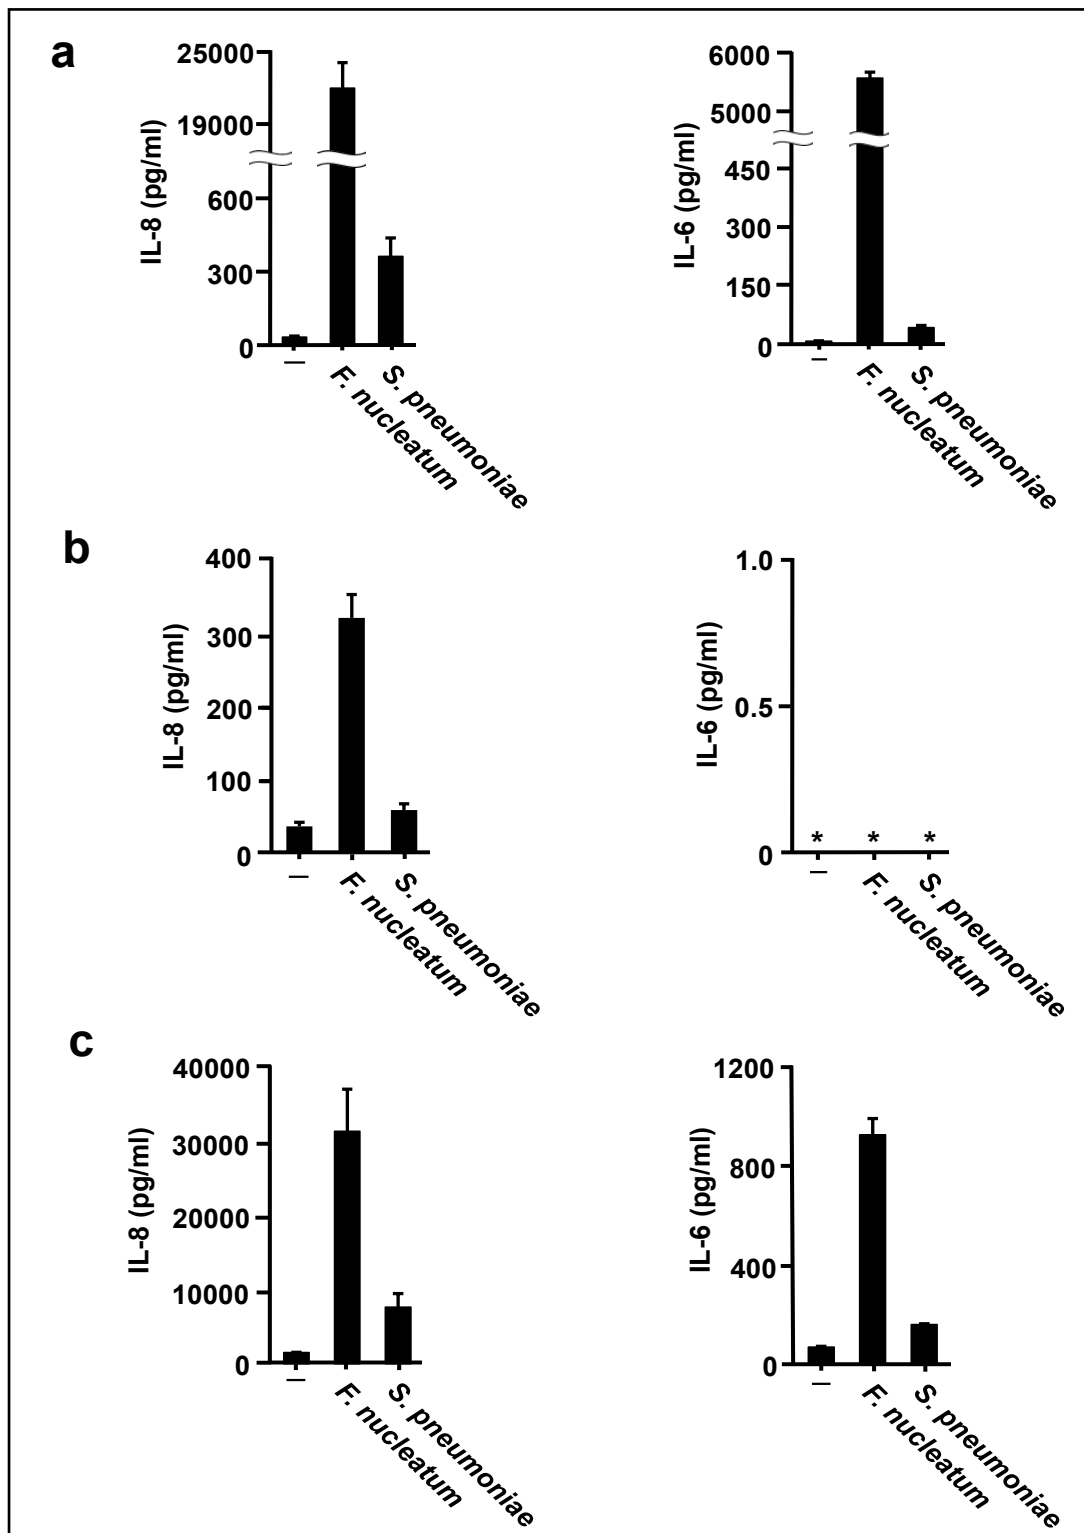 a
25000
19000
600
300
0
IL-8 (pg/ml)
—
F. nucleatum
S. pneumoniae
6000
5000
450
300
150
0
IL-6 (pg/ml)
—
F. nucleatum
S. pneumoniae
b
400
300
200
100
0
IL-8 (pg/ml)
—
F. nucleatum
S. pneumoniae
1.0
0.5
0
IL-6 (pg/ml)
* * *
—
F. nucleatum
S. pneumoniae
c
40000
30000
20000
10000
0
IL-8 (pg/ml)
—
F. nucleatum
S. pneumoniae
1200
800
400
0
IL-6 (pg/ml)
—
F. nucleatum
S. pneumoniae